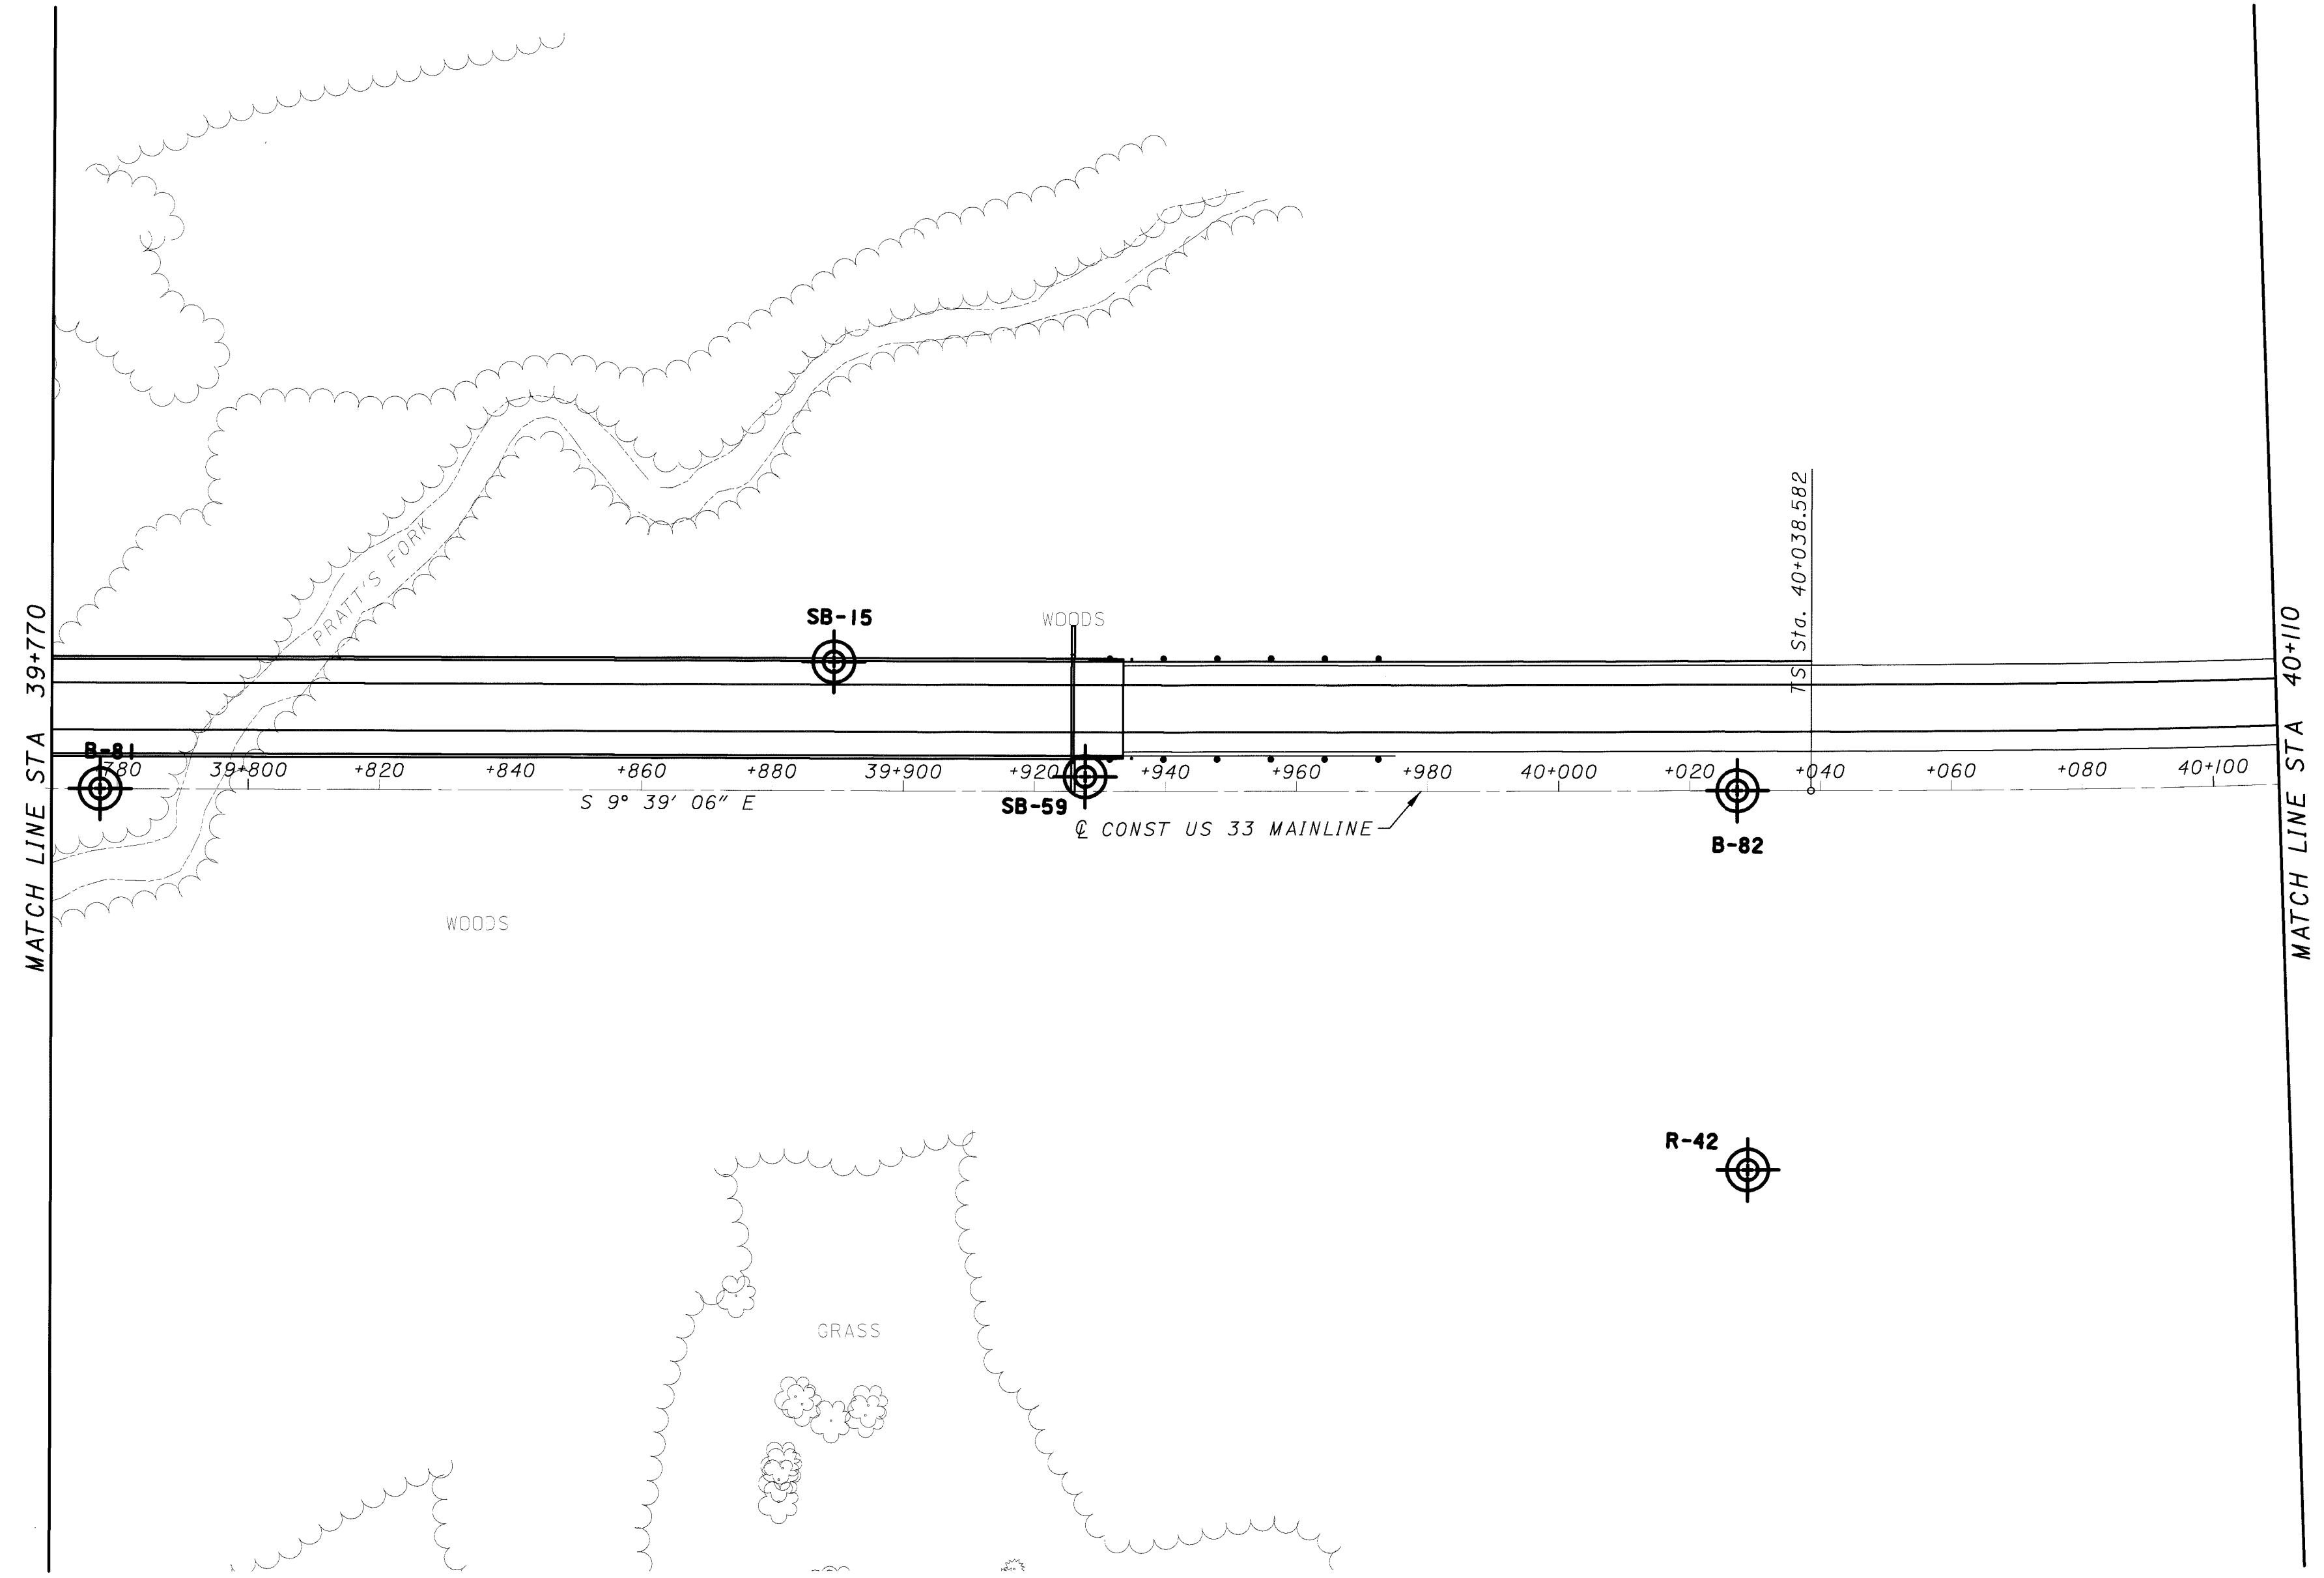 PRATT'S FORK
SB-15
WOODS
TS Sta. 40+038.582
MATCH LINE STA 39+770
MATCH LINE STA 40+110
B-81
+780 39+800 +820 +840 +860 +880 39+900 +920 +940 +960 +980 40+000 +020 +040 +060 +080 40+100
S 9° 39' 06" E
SB-59
℄ CONST US 33 MAINLINE
B-82
WOODS
R-42
GRASS